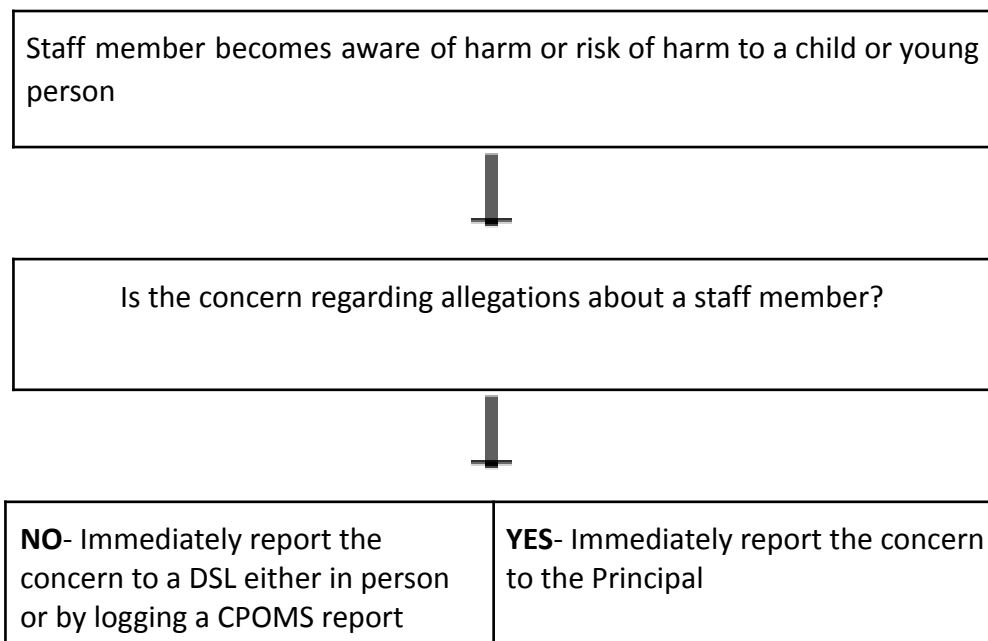 Staff member becomes aware of harm or risk of harm to a child or young
person
Is the concern regarding allegations about a staff member?
NO- Immediately report the
concern to a DSL either in person
or by logging a CPOMS report
YES- Immediately report the concern
to the Principal